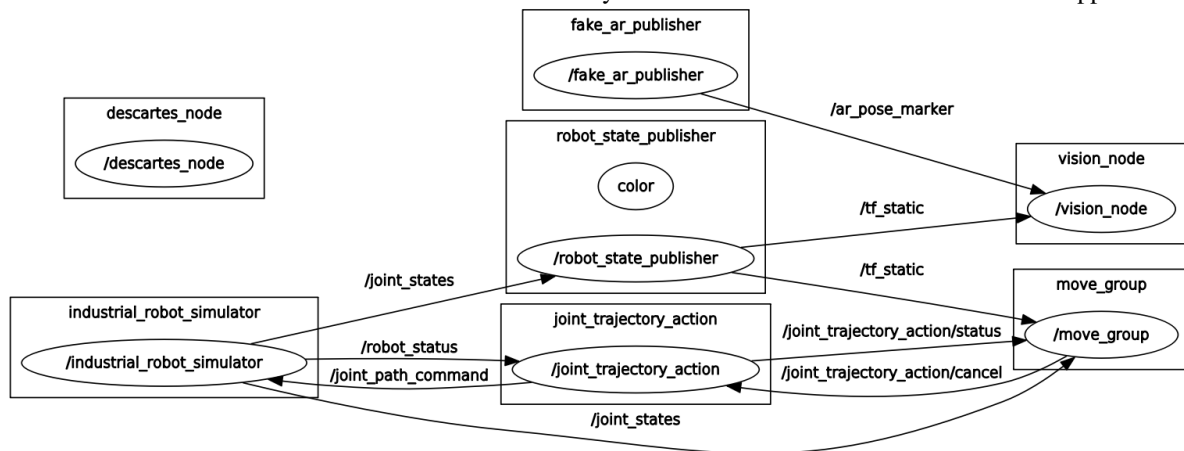 fake_ar_publisher
/fake_ar_publisher
/ar_pose_marker
descartes_node
/descartes_node
robot_state_publisher
color
/robot_state_publisher
vision_node
/vision_node
/tf_static
/tf_static
/joint_states
industrial_robot_simulator
/industrial_robot_simulator
/robot_status
/joint_path_command
/joint_states
joint_trajectory_action
/joint_trajectory_action
/joint_trajectory_action/status
/joint_trajectory_action/cancel
move_group
/move_group